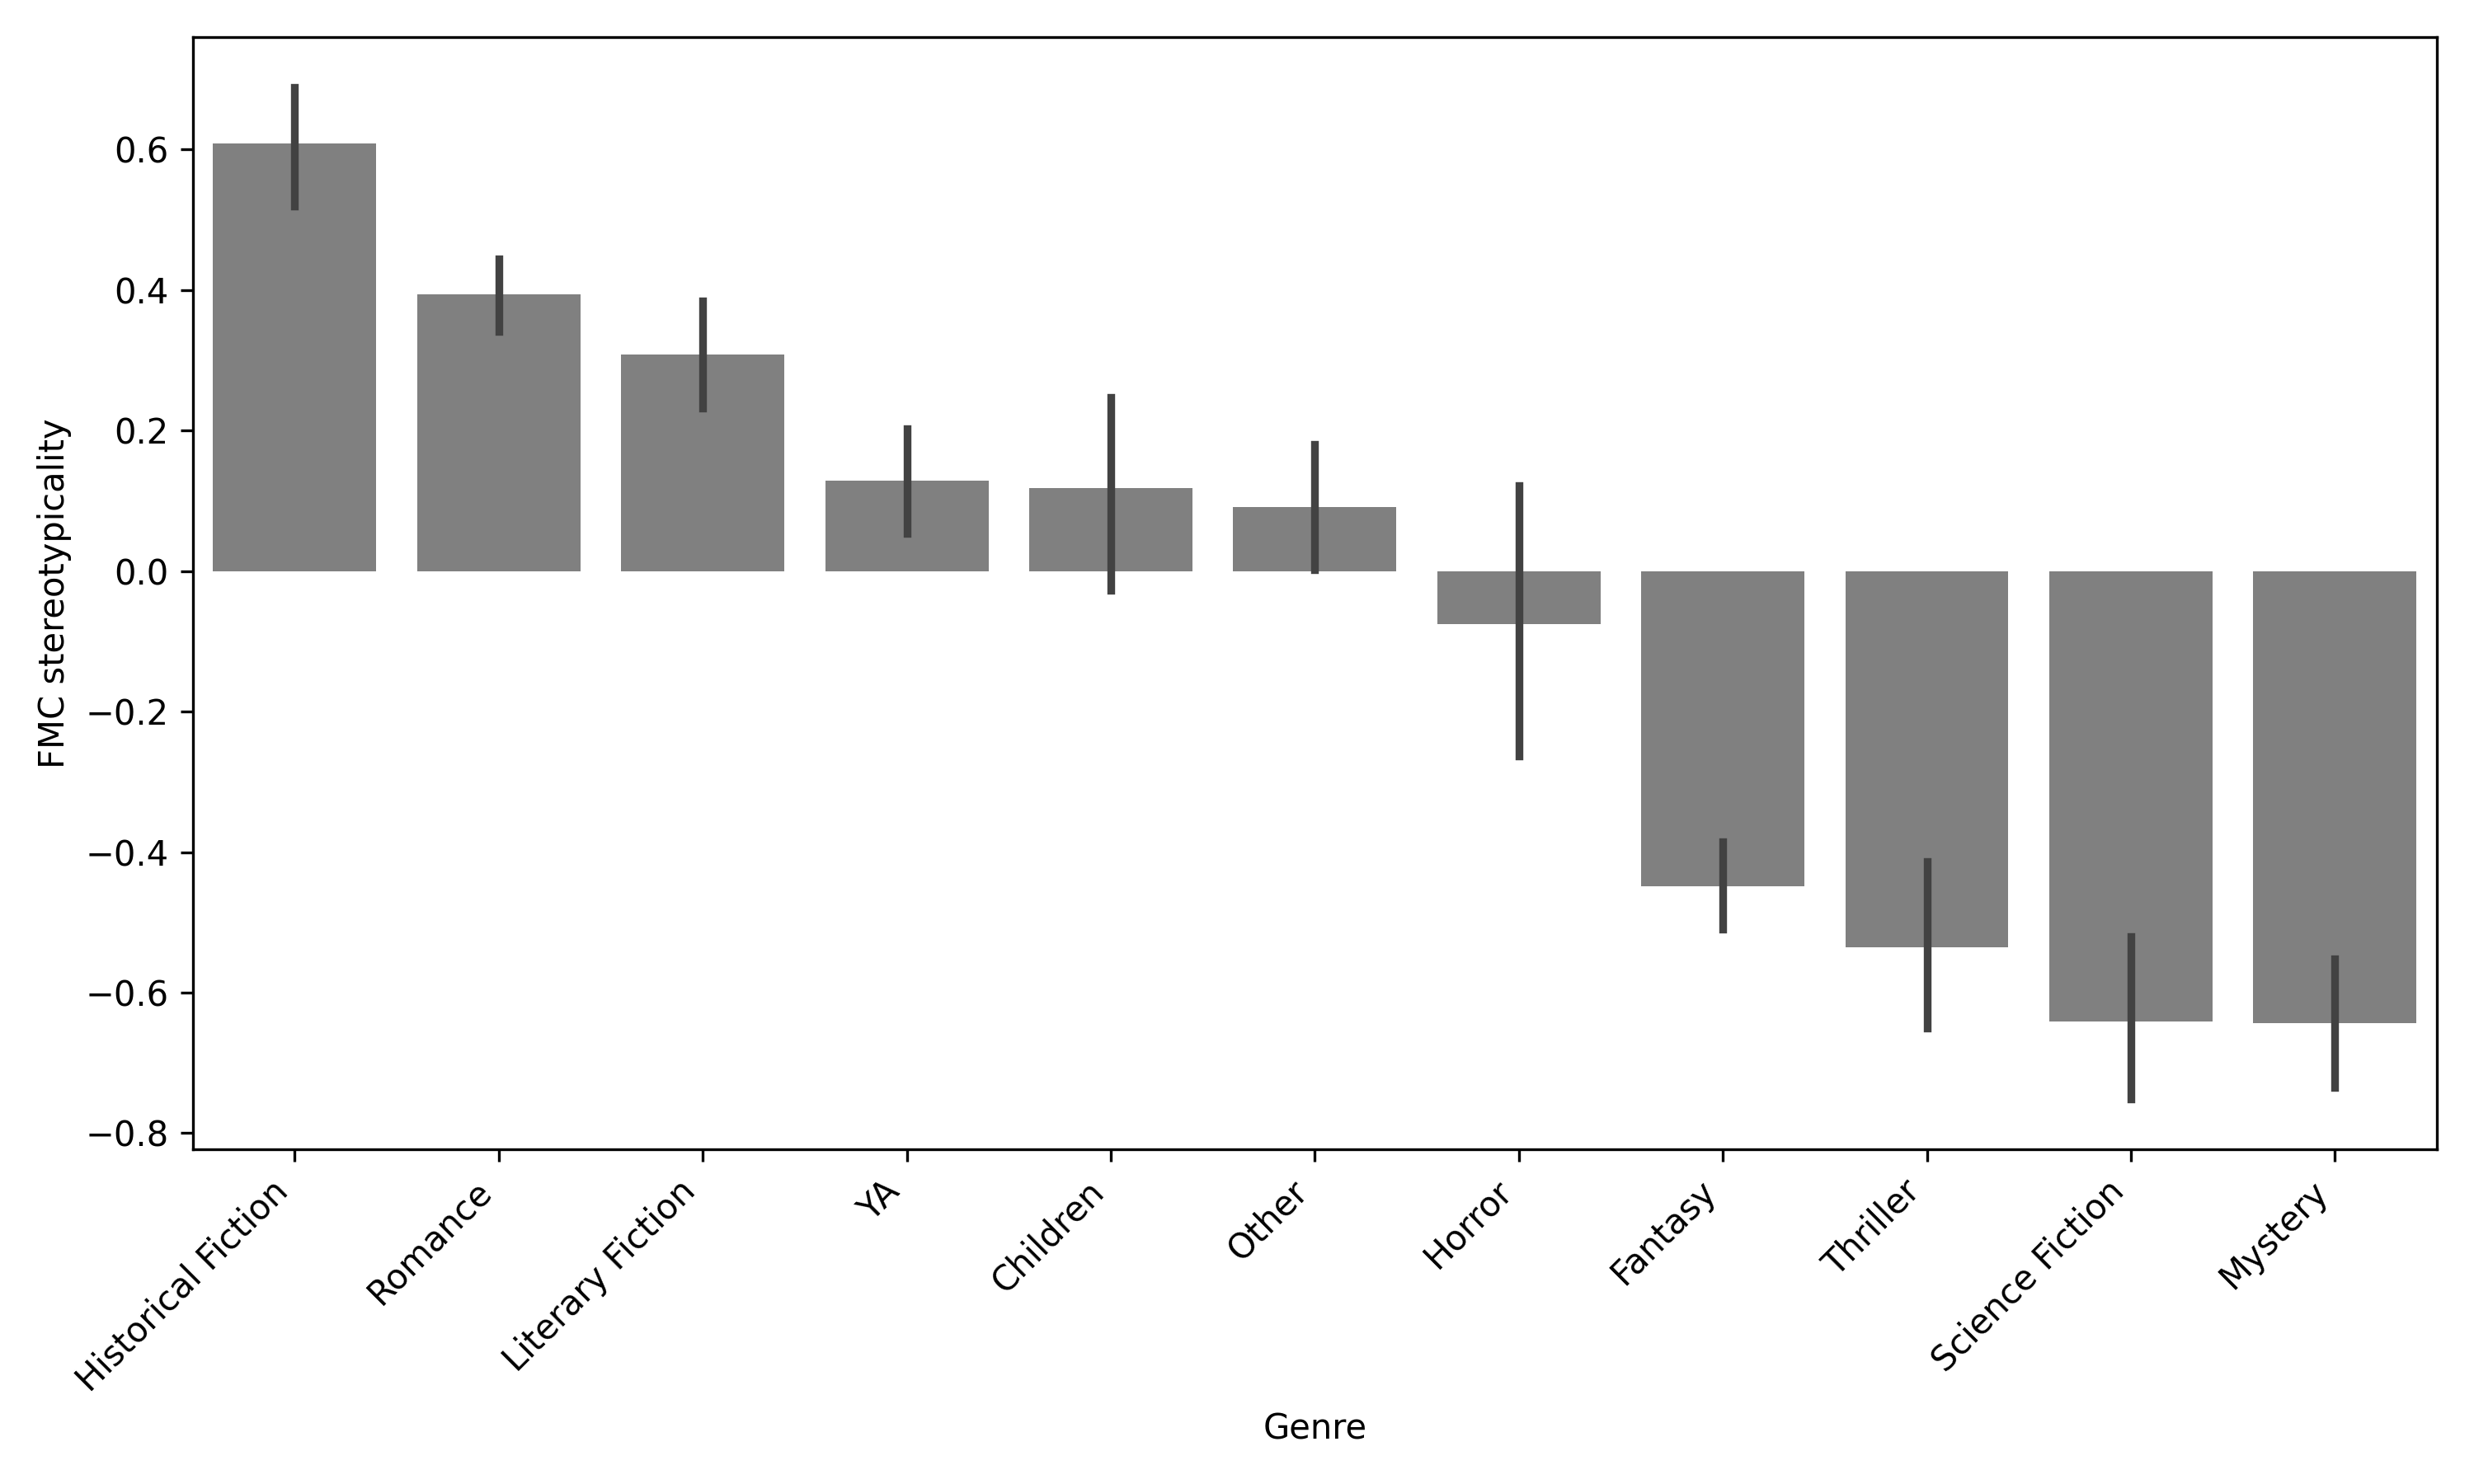 FMC stereotypicality
0.6
0.4
0.2
0.0
−0.2
−0.4
−0.6
−0.8
Historical Fiction
Romance
Literary Fiction
YA
Children
Other
Horror
Fantasy
Thriller
Science Fiction
Mystery
Genre